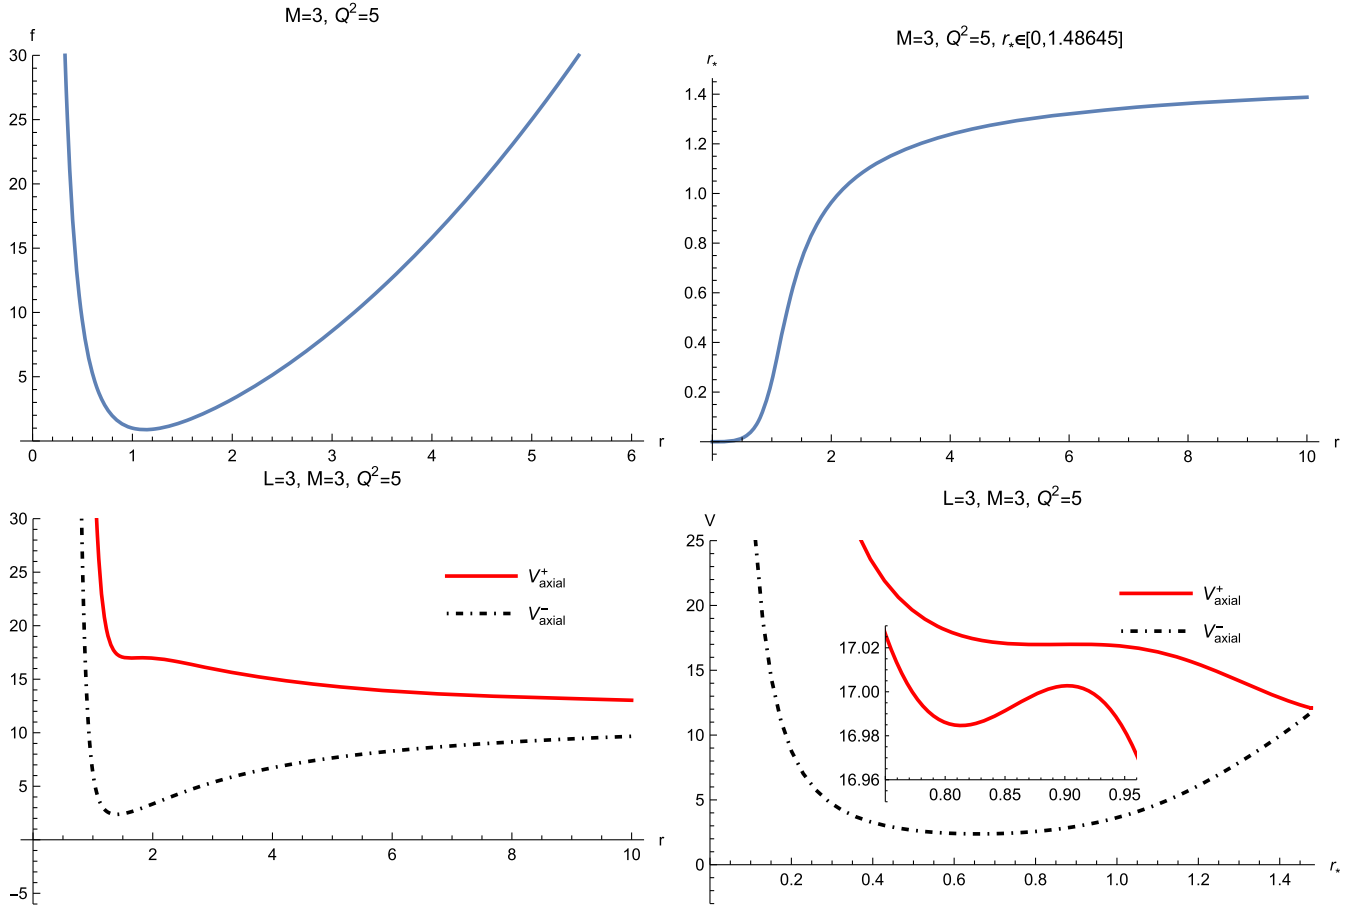 M=3, Q²=5
f
30
25
20
15
10
5
0 1 2 3 4 5 6
r
M=3, Q²=5, r*∈[0,1.48645]
r*
1.4
1.2
1.0
0.8
0.6
0.4
0.2
2 4 6 8 10
r
L=3, M=3, Q²=5
30
25
20
15
10
5
-5
2 4 6 8 10
r
V⁺axial
V⁻axial
L=3, M=3, Q²=5
V
25
20
15
10
5
0
0.2 0.4 0.6 0.8 1.0 1.2 1.4
r*
V⁺axial
V⁻axial
17.02
17.00
16.98
16.96
0.80 0.85 0.90 0.95